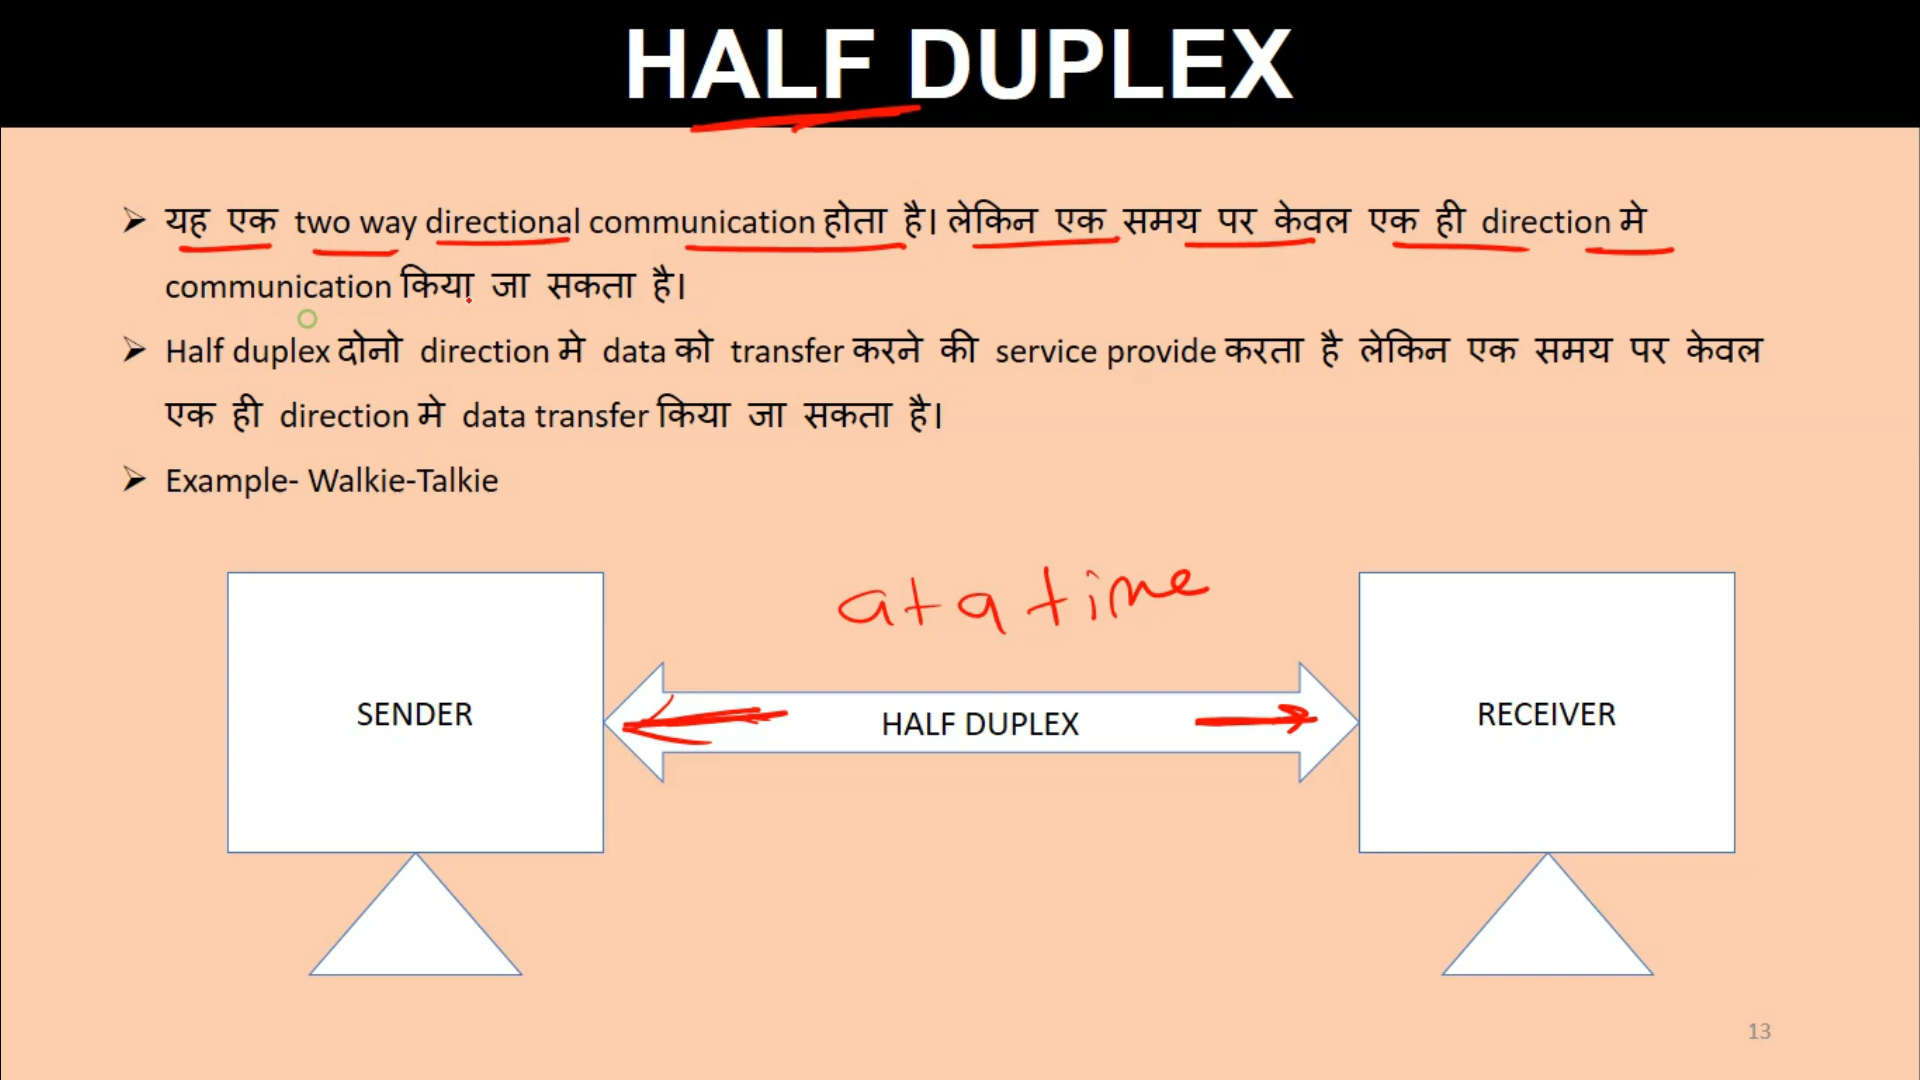 HALF DUPLEX
➢ यह एक two way directional communication होता है। लेकिन एक समय पर केवल एक ही direction मे
communication किया जा सकता है।
➢ Half duplex दोनो direction मे data को transfer करने की service provide करता है लेकिन एक समय पर केवल
एक ही direction मे data transfer किया जा सकता है।
➢ Example- Walkie-Talkie
at a time
SENDER
HALF DUPLEX
RECEIVER
13